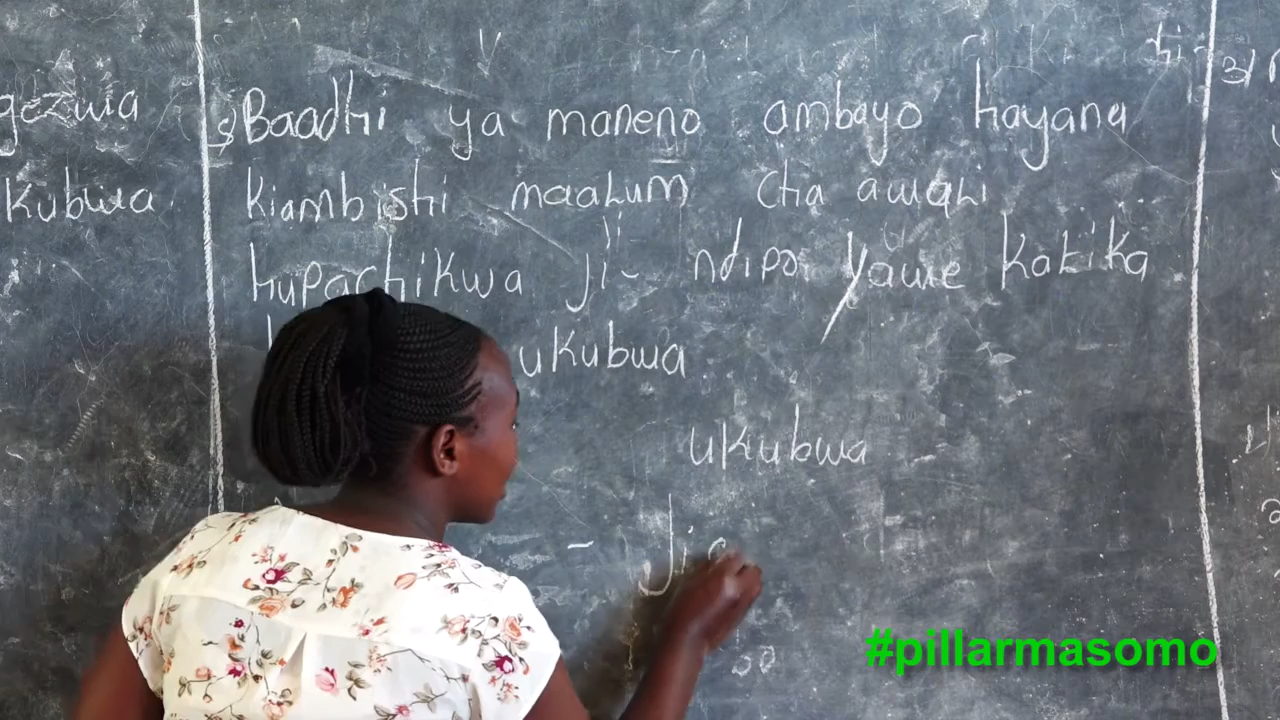 gezwa
kubwa
Baadhi ya maneno ambayo hayana
kiambishi maalum cha awali
hupachikwa ji- ndipo yawe katika
ukubwa
ukubwa
- Ji
#pillarmasomo